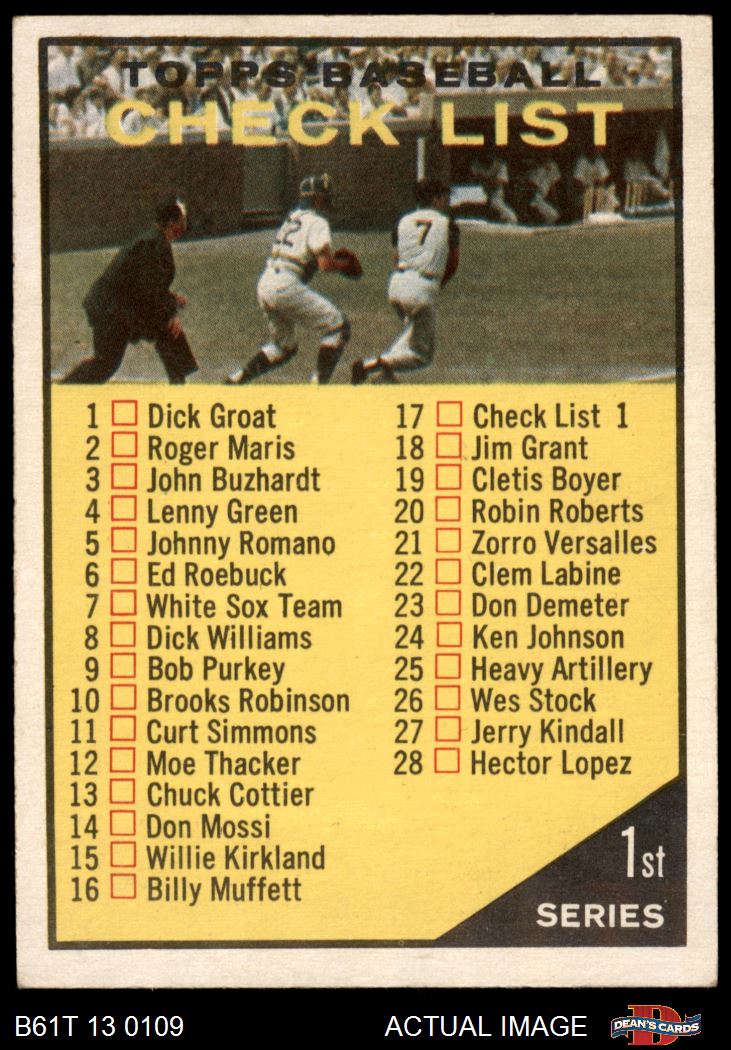 TOPPS BASEBALL
CHECK LIST
7
1 Dick Groat
2 Roger Maris
3 John Buzhardt
4 Lenny Green
5 Johnny Romano
6 Ed Roebuck
7 White Sox Team
8 Dick Williams
9 Bob Purkey
10 Brooks Robinson
11 Curt Simmons
12 Moe Thacker
13 Chuck Cottier
14 Don Mossi
15 Willie Kirkland
16 Billy Muffett
17 Check List 1
18 Jim Grant
19 Cletis Boyer
20 Robin Roberts
21 Zorro Versalles
22 Clem Labine
23 Don Demeter
24 Ken Johnson
25 Heavy Artillery
26 Wes Stock
27 Jerry Kindall
28 Hector Lopez
1st
SERIES
B61T 13 0109
ACTUAL IMAGE
DEAN'S CARDS